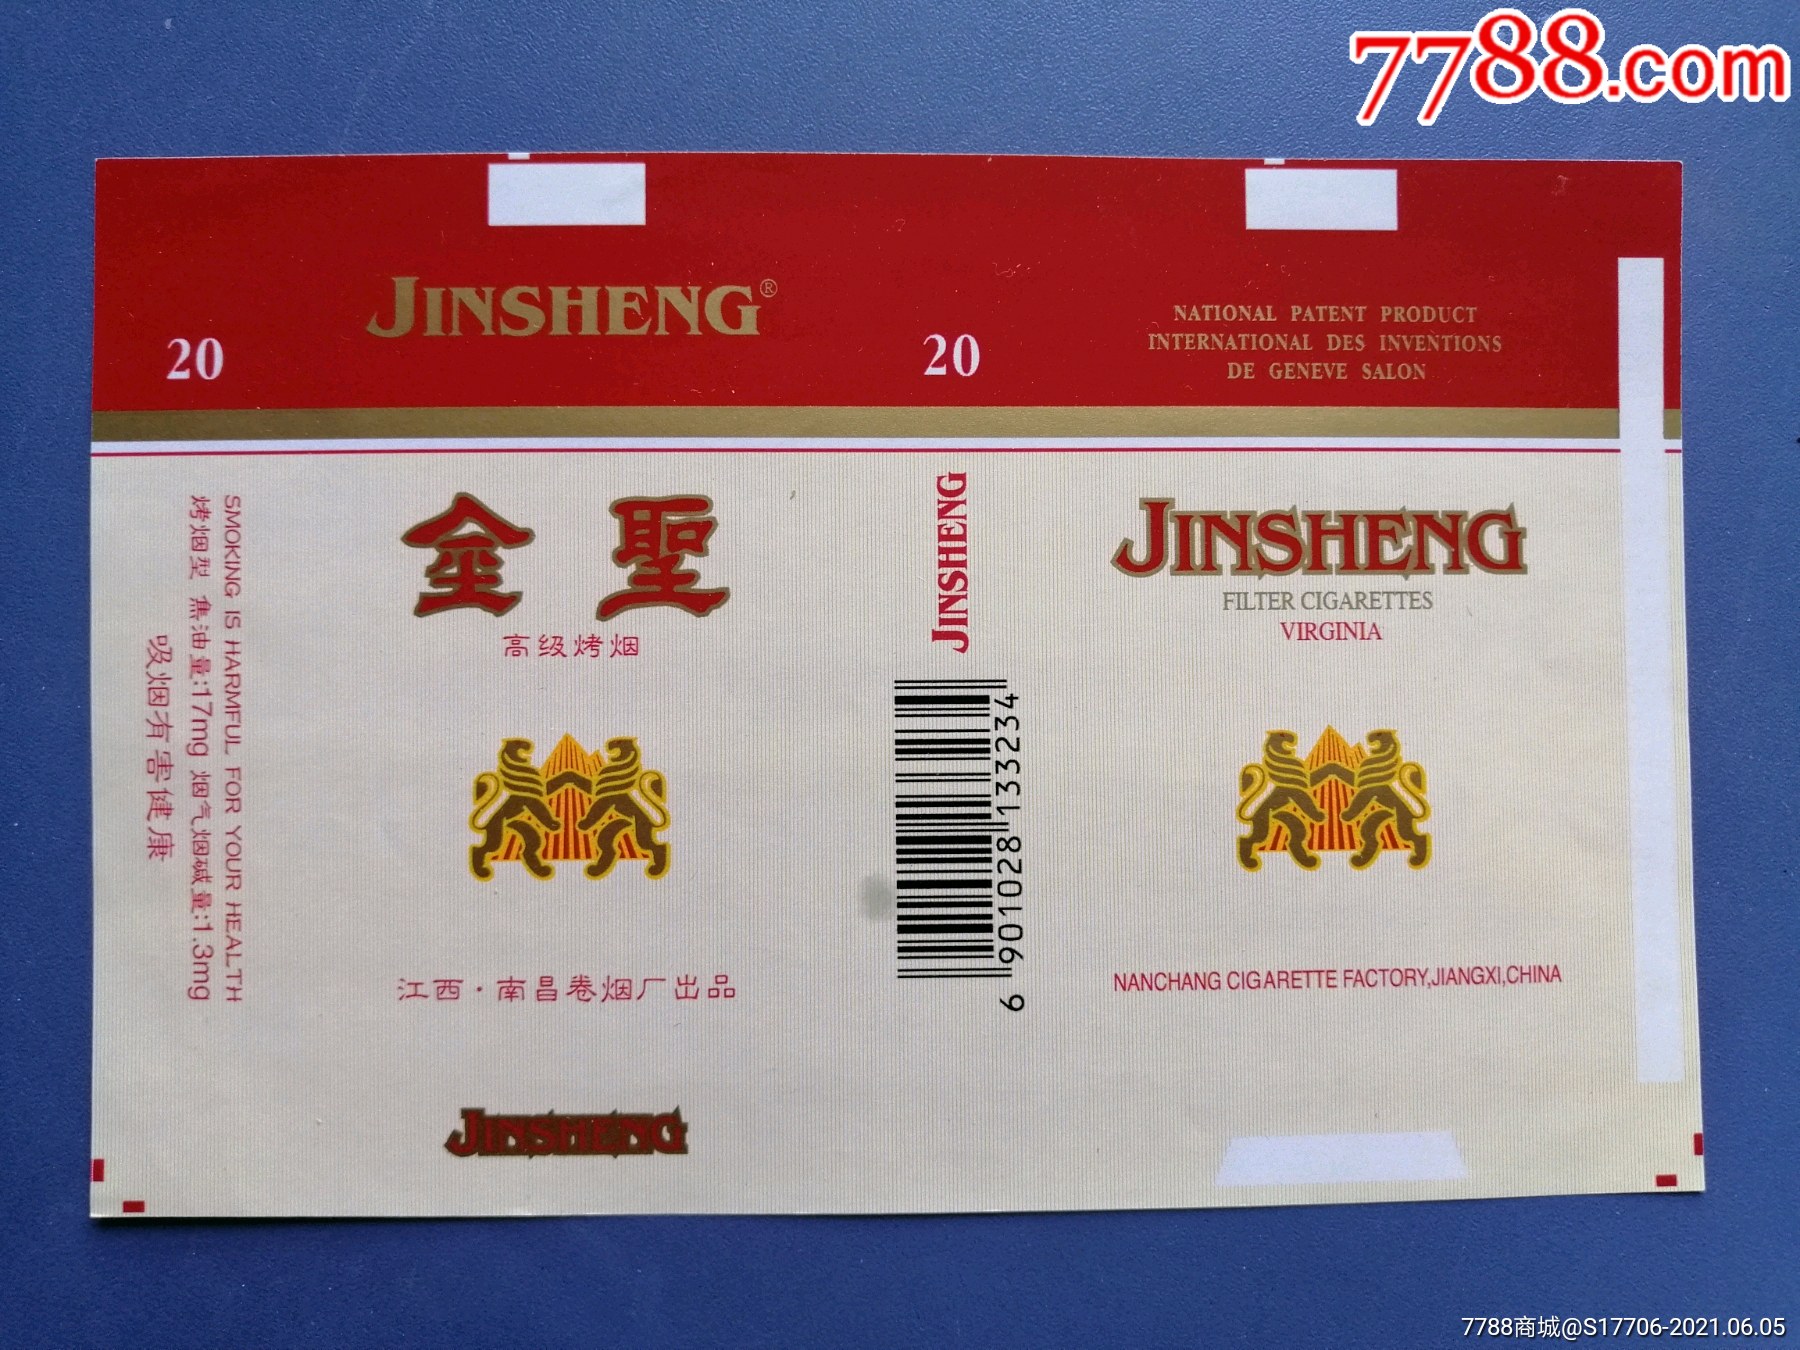 7788.com
JINSHENG®
20
20
NATIONAL PATENT PRODUCT
INTERNATIONAL DES INVENTIONS
DE GENEVE SALON
SMOKING IS HARMFUL FOR YOUR HEALTH
烤烟型 焦油量:17mg 烟气烟碱量:1.3mg
吸烟有害健康
金聖
高级烤烟
江西·南昌卷烟厂出品
JINSHENG
JINSHENG
6 901028 133234
JINSHENG
FILTER CIGARETTES
VIRGINIA
NANCHANG CIGARETTE FACTORY,JIANGXI,CHINA
7788商城@S17706-2021.06.05